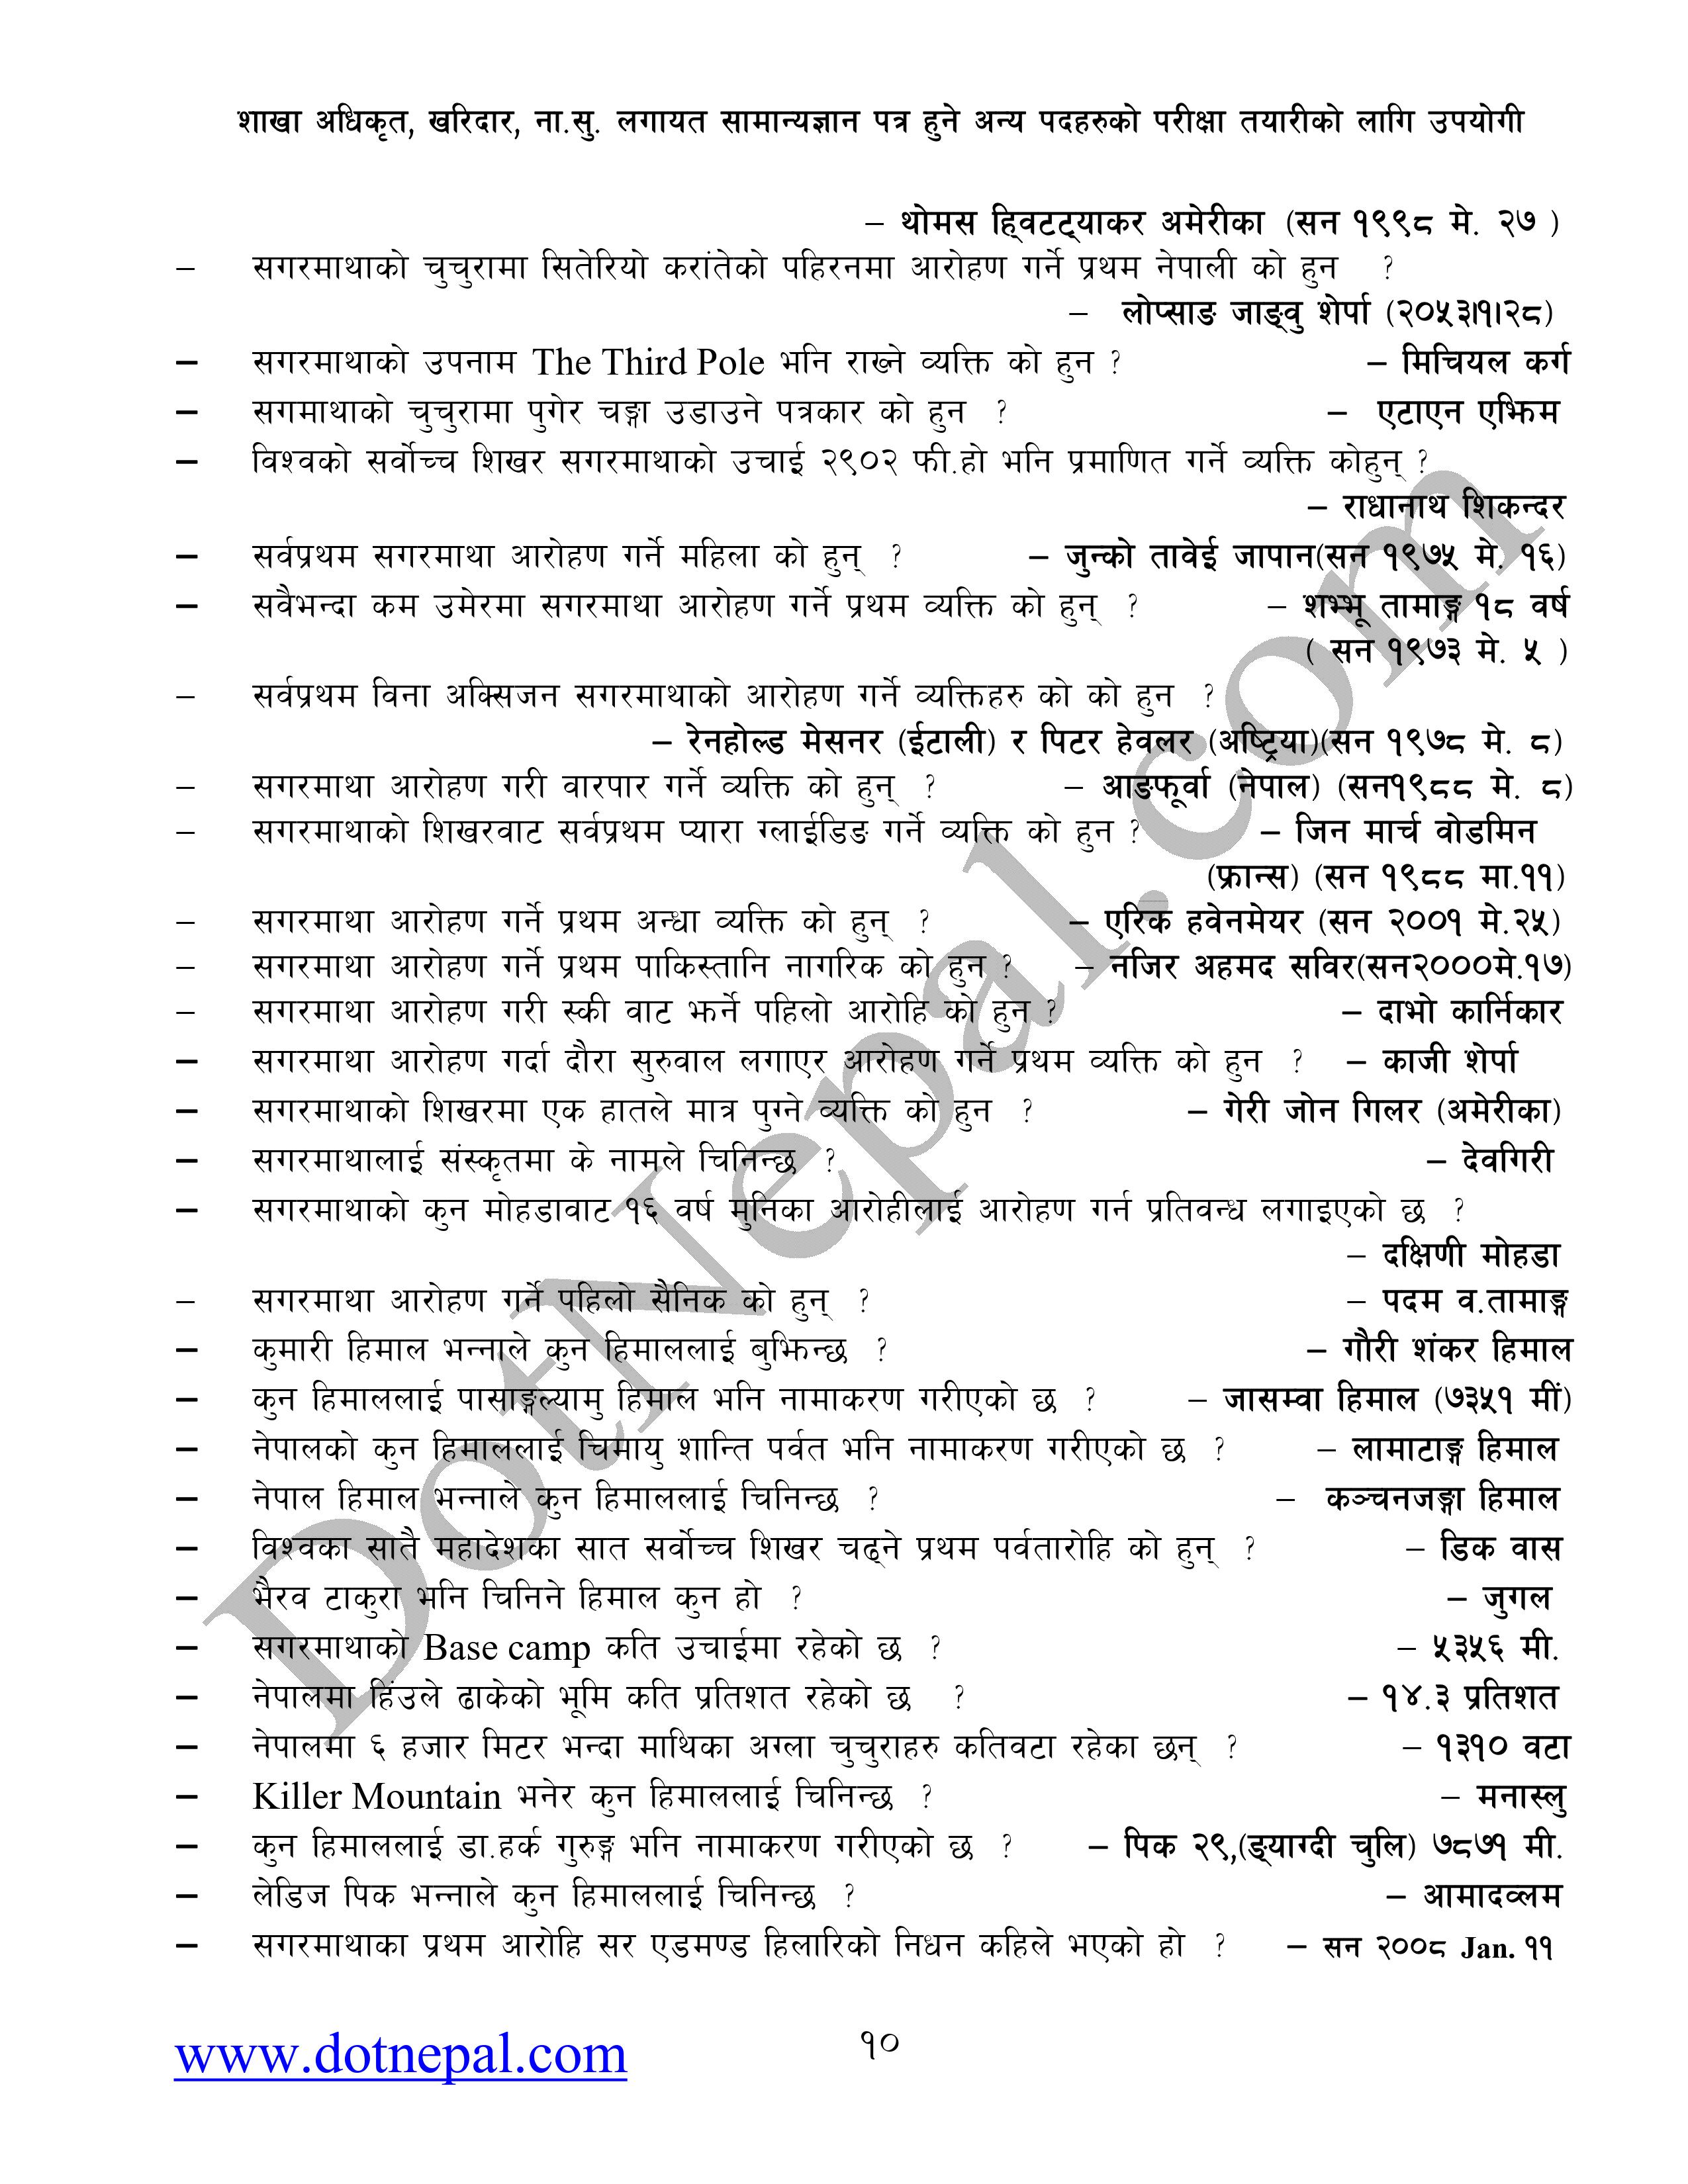 शाखा अधिकृत, खरिदार, ना.सु. लगायत सामान्यज्ञान पत्र हुने अन्य पदहरुको परीक्षा तयारीको लागि उपयोगी
– थोमस ह्विटट्याकर अमेरीका (सन १९९८ मे. २७ )
– सगरमाथाको चुचुरामा सितेरियो करांतेको पहिरनमा आरोहण गर्ने प्रथम नेपाली को हुन ?
– लोप्साङ जाङ्वु शेर्पा (२०५३।१।२८)
– सगरमाथाको उपनाम The Third Pole भनि राख्ने व्यक्ति को हुन ? – मिचियल कर्ग
– सगमाथाको चुचुरामा पुगेर चङ्गा उडाउने पत्रकार को हुन ? – एटाएन एझिम
– विश्वको सर्वोच्च शिखर सगरमाथाको उचाई २९०२ फी.हो भनि प्रमाणित गर्ने व्यक्ति कोहुन् ?
– राधानाथ शिकन्दर
– सर्वप्रथम सगरमाथा आरोहण गर्ने महिला को हुन् ? – जुन्को तावेई जापान(सन १९७५ मे. १६)
– सवैभन्दा कम उमेरमा सगरमाथा आरोहण गर्ने प्रथम व्यक्ति को हुन् ? – शम्भू तामाङ्ग १८ वर्ष
( सन १९७३ मे. ५ )
– सर्वप्रथम विना अक्सिजन सगरमाथाको आरोहण गर्ने व्यक्तिहरु को को हुन ?
– रेनहोल्ड मेसनर (ईटाली) र पिटर हेवलर (अष्ट्रिया)(सन १९७८ मे. ८)
– सगरमाथा आरोहण गरी वारपार गर्ने व्यक्ति को हुन् ? – आङफूर्वा (नेपाल) (सन१९८८ मे. ८)
– सगरमाथाको शिखरवाट सर्वप्रथम प्यारा ग्लाईडिङ गर्ने व्यक्ति को हुन ? – जिन मार्च वोडमिन
(फ्रान्स) (सन १९८८ मा.११)
– सगरमाथा आरोहण गर्ने प्रथम अन्धा व्यक्ति को हुन् ? – एरिक हवेनमेयर (सन २००१ मे.२५)
– सगरमाथा आरोहण गर्ने प्रथम पाकिस्तानि नागरिक को हुन ? – नजिर अहमद सविर(सन२०००मे.१७)
– सगरमाथा आरोहण गरी स्की वाट झर्ने पहिलो आरोहि को हुन ? – दाभो कार्निकार
– सगरमाथा आरोहण गर्दा दौरा सुरुवाल लगाएर आरोहण गर्ने प्रथम व्यक्ति को हुन ? – काजी शेर्पा
– सगरमाथाको शिखरमा एक हातले मात्र पुग्ने व्यक्ति को हुन ? – गेरी जोन गिलर (अमेरीका)
– सगरमाथालाई संस्कृतमा के नामले चिनिन्छ ? – देवगिरी
– सगरमाथाको कुन मोहडावाट १६ वर्ष मुनिका आरोहीलाई आरोहण गर्न प्रतिवन्ध लगाइएको छ ?
– दक्षिणी मोहडा
– सगरमाथा आरोहण गर्ने पहिलो सैनिक को हुन् ? – पदम व.तामाङ्ग
– कुमारी हिमाल भन्नाले कुन हिमाललाई बुझिन्छ ? – गौरी शंकर हिमाल
– कुन हिमाललाई पासाङ्गल्यामु हिमाल भनि नामाकरण गरीएको छ ? – जासम्वा हिमाल (७३५१ मीं)
– नेपालको कुन हिमाललाई चिमायु शान्ति पर्वत भनि नामाकरण गरीएको छ ? – लामाटाङ्ग हिमाल
– नेपाल हिमाल भन्नाले कुन हिमाललाई चिनिन्छ ? – कञ्चनजङ्घा हिमाल
– विश्वका सातै महादेशका सात सर्वोच्च शिखर चढ्ने प्रथम पर्वतारोहि को हुन् ? – डिक वास
– भैरव टाकुरा भनि चिनिने हिमाल कुन हो ? – जुगल
– सगरमाथाको Base camp कति उचाईमा रहेको छ ? – ५३५६ मी.
– नेपालमा हिंउले ढाकेको भूमि कति प्रतिशत रहेको छ ? – १४.३ प्रतिशत
– नेपालमा ६ हजार मिटर भन्दा माथिका अग्ला चुचुराहरु कतिवटा रहेका छन् ? – १३१० वटा
– Killer Mountain भनेर कुन हिमाललाई चिनिन्छ ? – मनास्लु
– कुन हिमाललाई डा.हर्क गुरुङ्ग भनि नामाकरण गरीएको छ ? – पिक २९,(ङ्याग्दी चुलि) ७८७१ मी.
– लेडिज पिक भन्नाले कुन हिमाललाई चिनिन्छ ? – आमादव्लम
– सगरमाथाका प्रथम आरोहि सर एडमण्ड हिलारिको निधन कहिले भएको हो ? – सन २००८ Jan. ११
www.dotnepal.com १०
DotNepal.com